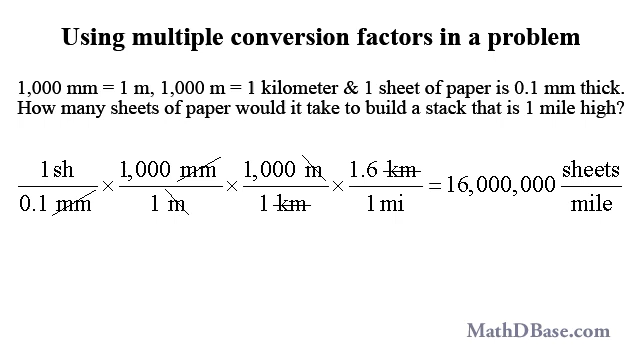 Using multiple conversion factors in a problem
1,000 mm = 1 m, 1,000 m = 1 kilometer & 1 sheet of paper is 0.1 mm thick.
How many sheets of paper would it take to build a stack that is 1 mile high?
1 sh / 0.1 mm × 1,000 mm / 1 m × 1,000 m / 1 km × 1.6 km / 1 mi = 16,000,000 sheets / mile
MathDBase.com